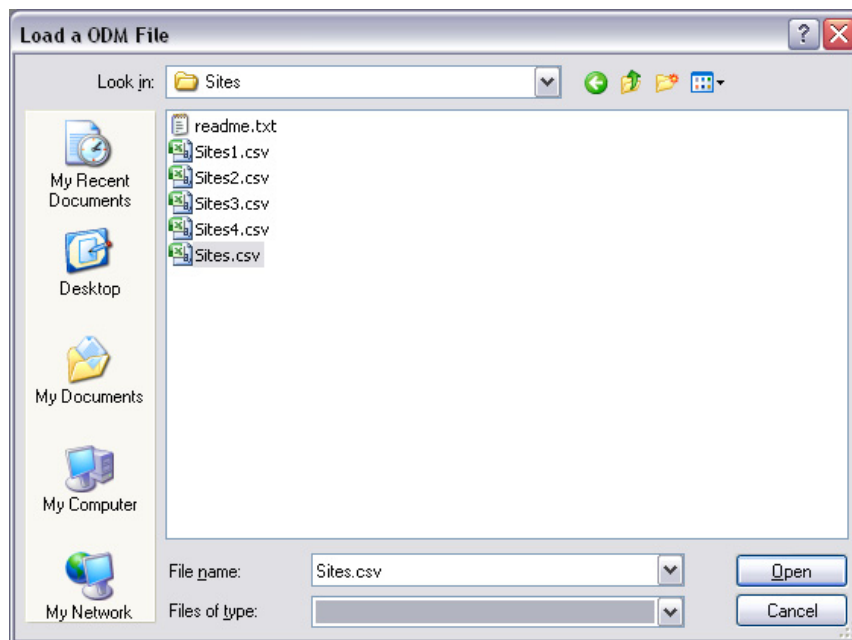 Load a ODM File
Look in: Sites
readme.txt
Sites1.csv
Sites2.csv
Sites3.csv
Sites4.csv
Sites.csv
My Recent
Documents
Desktop
My Documents
My Computer
My Network
File name: Sites.csv Open
Files of type: Cancel